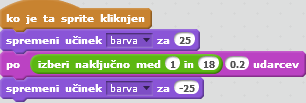 ko je ta sprite kliknjen
spremeni učinek barva za 25
po izberi naključno med 1 in 18 0.2 udarcev
spremeni učinek barva za -25